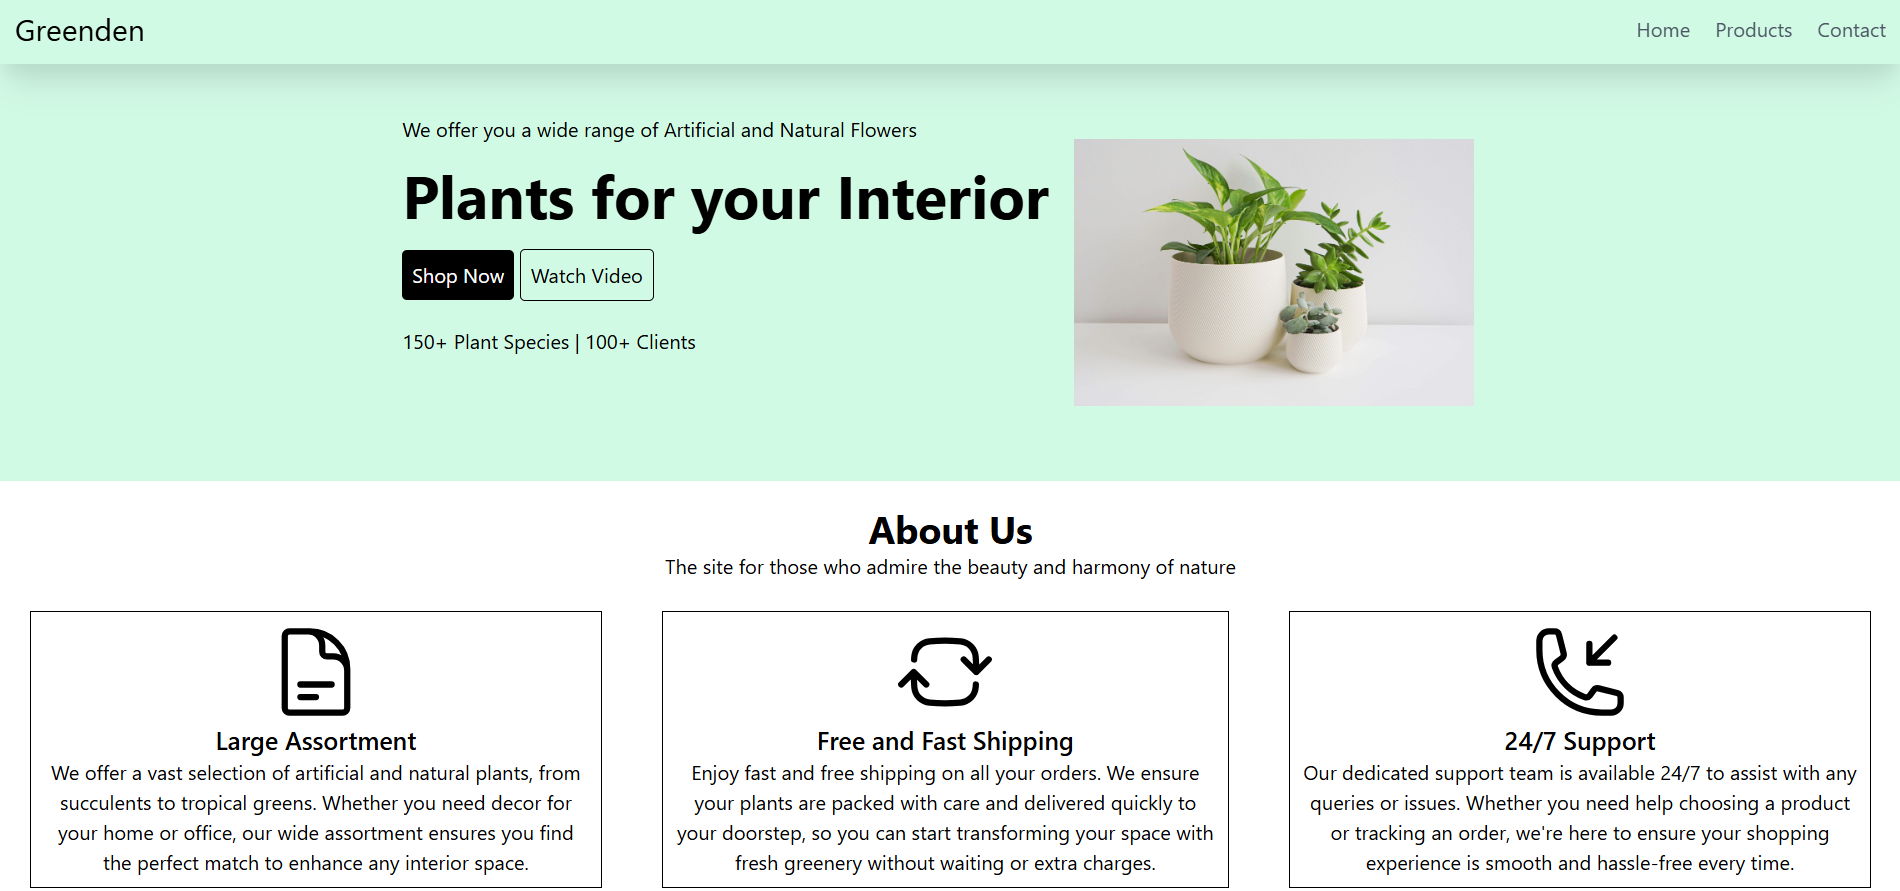 Greenden
Home Products Contact
We offer you a wide range of Artificial and Natural Flowers
Plants for your Interior
Shop Now Watch Video
150+ Plant Species | 100+ Clients
About Us
The site for those who admire the beauty and harmony of nature
Large Assortment
We offer a vast selection of artificial and natural plants, from
succulents to tropical greens. Whether you need decor for
your home or office, our wide assortment ensures you find
the perfect match to enhance any interior space.
Free and Fast Shipping
Enjoy fast and free shipping on all your orders. We ensure
your plants are packed with care and delivered quickly to
your doorstep, so you can start transforming your space with
fresh greenery without waiting or extra charges.
24/7 Support
Our dedicated support team is available 24/7 to assist with any
queries or issues. Whether you need help choosing a product
or tracking an order, we're here to ensure your shopping
experience is smooth and hassle-free every time.